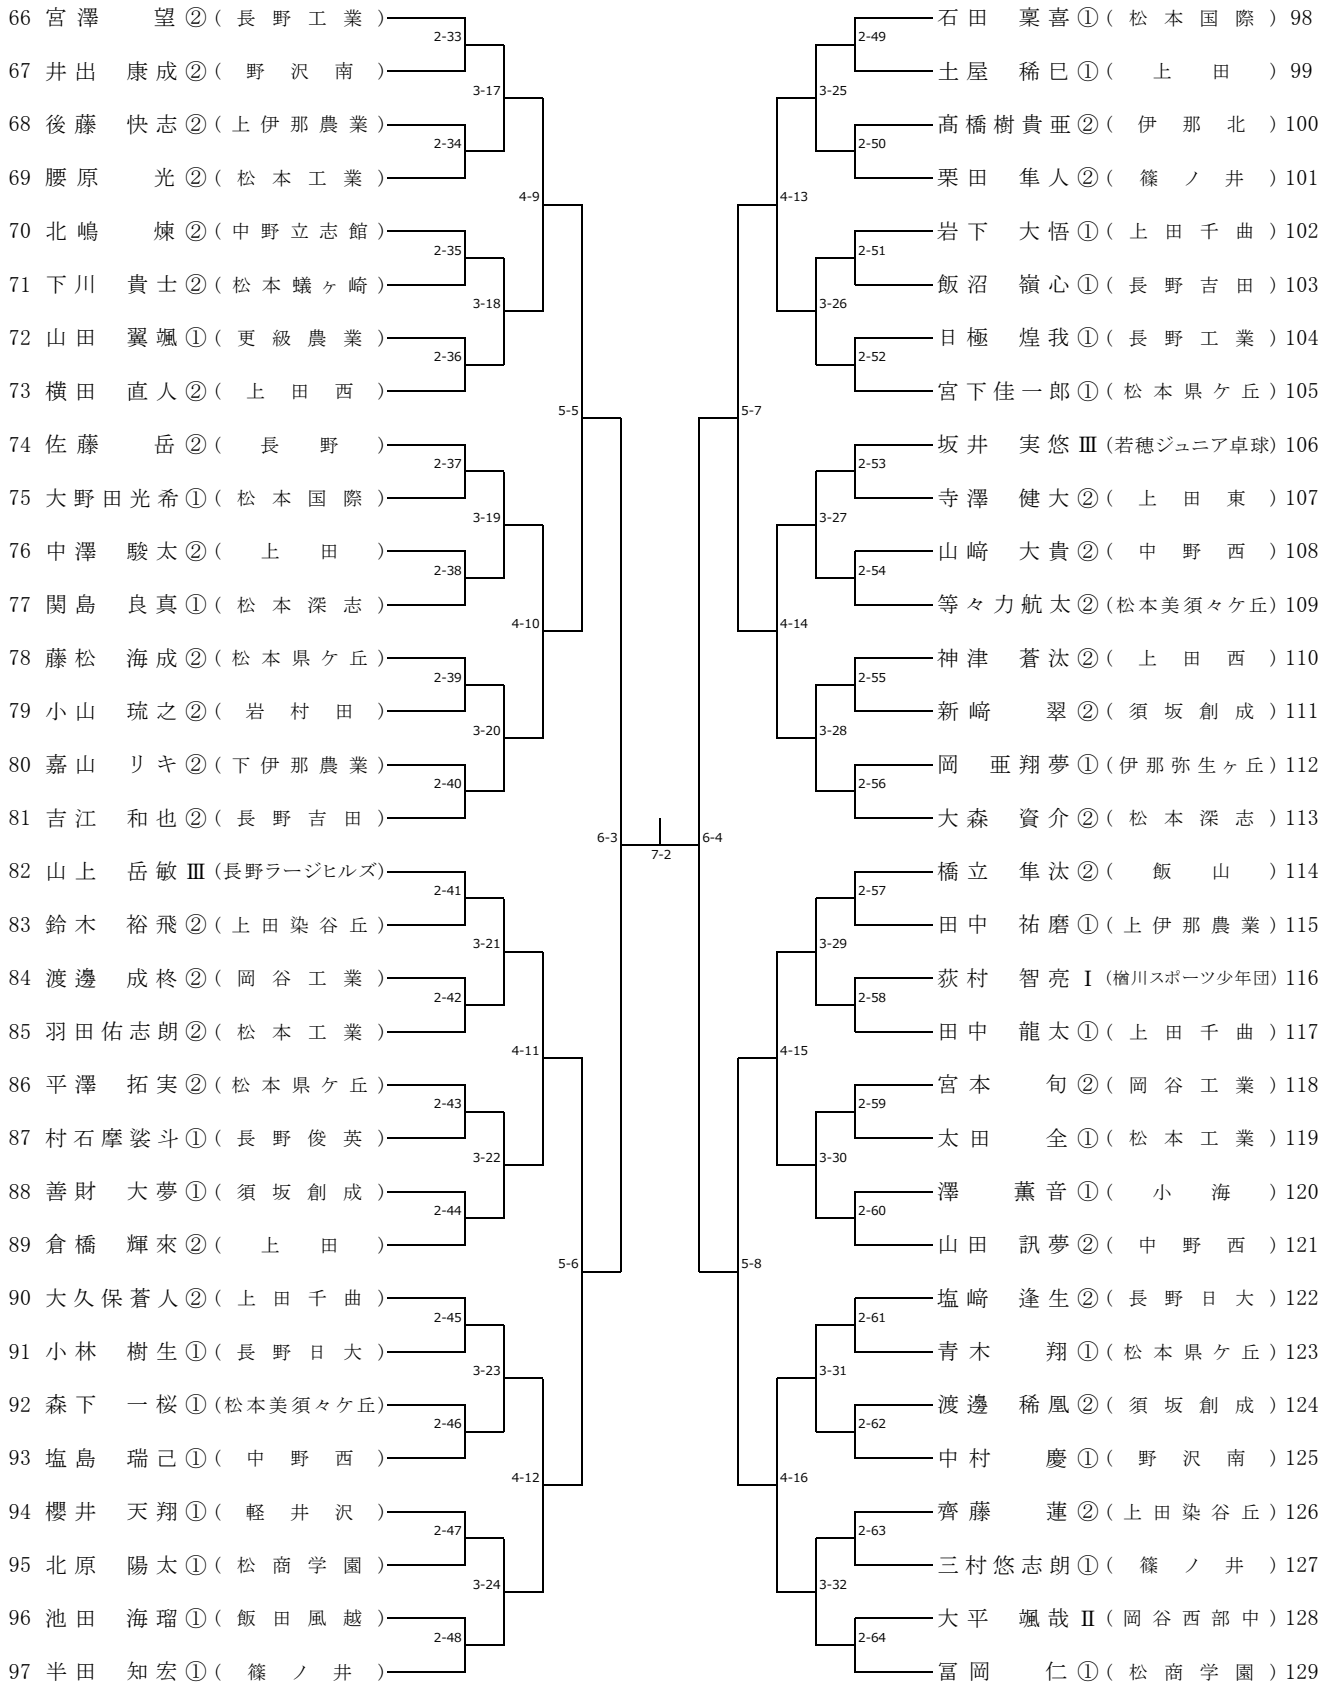 66 宮澤 望②(長野工業)
2-33
67 井出 康成②(野沢南)
3-17
68 後藤 快志②(上伊那農業)
2-34
69 腰原 光②(松本工業)
4-9
70 北嶋 煉②(中野立志館)
2-35
71 下川 貴士②(松本蟻ヶ崎)
3-18
72 山田 翼颯①(更級農業)
2-36
73 横田 直人②(上田西)
5-5
74 佐藤 岳②(長野)
2-37
75 大野田光希①(松本国際)
3-19
76 中澤 駿太②(上田)
2-38
77 関島 良真①(松本深志)
4-10
78 藤松 海成②(松本県ケ丘)
2-39
79 小山 琉之②(岩村田)
3-20
80 嘉山 リキ②(下伊那農業)
2-40
81 吉江 和也②(長野吉田)
6-3
82 山上 岳敏Ⅲ(長野ラージヒルズ)
2-41
83 鈴木 裕飛②(上田染谷丘)
3-21
84 渡邊 成柊②(岡谷工業)
2-42
85 羽田佑志朗②(松本工業)
4-11
86 平澤 拓実②(松本県ケ丘)
2-43
87 村石摩裟斗①(長野俊英)
3-22
88 善財 大夢①(須坂創成)
2-44
89 倉橋 輝來②(上田)
5-6
90 大久保蒼人②(上田千曲)
2-45
91 小林 樹生①(長野日大)
3-23
92 森下 一桜①(松本美須々ケ丘)
2-46
93 塩島 瑞己①(中野西)
4-12
94 櫻井 天翔①(軽井沢)
2-47
95 北原 陽太①(松商学園)
3-24
96 池田 海瑠①(飯田風越)
2-48
97 半田 知宏①(篠ノ井)
7-2
石田 稟喜①(松本国際) 98
2-49
土屋 稀巳①(上田) 99
3-25
髙橋樹貴亜②(伊那北) 100
2-50
栗田 隼人②(篠ノ井) 101
4-13
岩下 大悟①(上田千曲) 102
2-51
飯沼 嶺心①(長野吉田) 103
3-26
日極 煌我①(長野工業) 104
2-52
宮下佳一郎①(松本県ケ丘) 105
5-7
坂井 実悠Ⅲ(若穂ジュニア卓球) 106
2-53
寺澤 健大②(上田東) 107
3-27
山﨑 大貴②(中野西) 108
2-54
等々力航太②(松本美須々ケ丘) 109
4-14
神津 蒼汰②(上田西) 110
2-55
新﨑 翠②(須坂創成) 111
3-28
岡 亜翔夢①(伊那弥生ヶ丘) 112
2-56
大森 資介②(松本深志) 113
6-4
橋立 隼汰②(飯山) 114
2-57
田中 祐磨①(上伊那農業) 115
3-29
荻村 智亮Ⅰ(楢川スポーツ少年団) 116
2-58
田中 龍太①(上田千曲) 117
4-15
宮本 旬②(岡谷工業) 118
2-59
太田 全①(松本工業) 119
3-30
澤 薫音①(小海) 120
2-60
山田 訊夢②(中野西) 121
5-8
塩﨑 逢生②(長野日大) 122
2-61
青木 翔①(松本県ケ丘) 123
3-31
渡邊 稀凰②(須坂創成) 124
2-62
中村 慶①(野沢南) 125
4-16
齊藤 蓮②(上田染谷丘) 126
2-63
三村悠志朗①(篠ノ井) 127
3-32
大平 颯哉Ⅱ(岡谷西部中) 128
2-64
冨岡 仁①(松商学園) 129